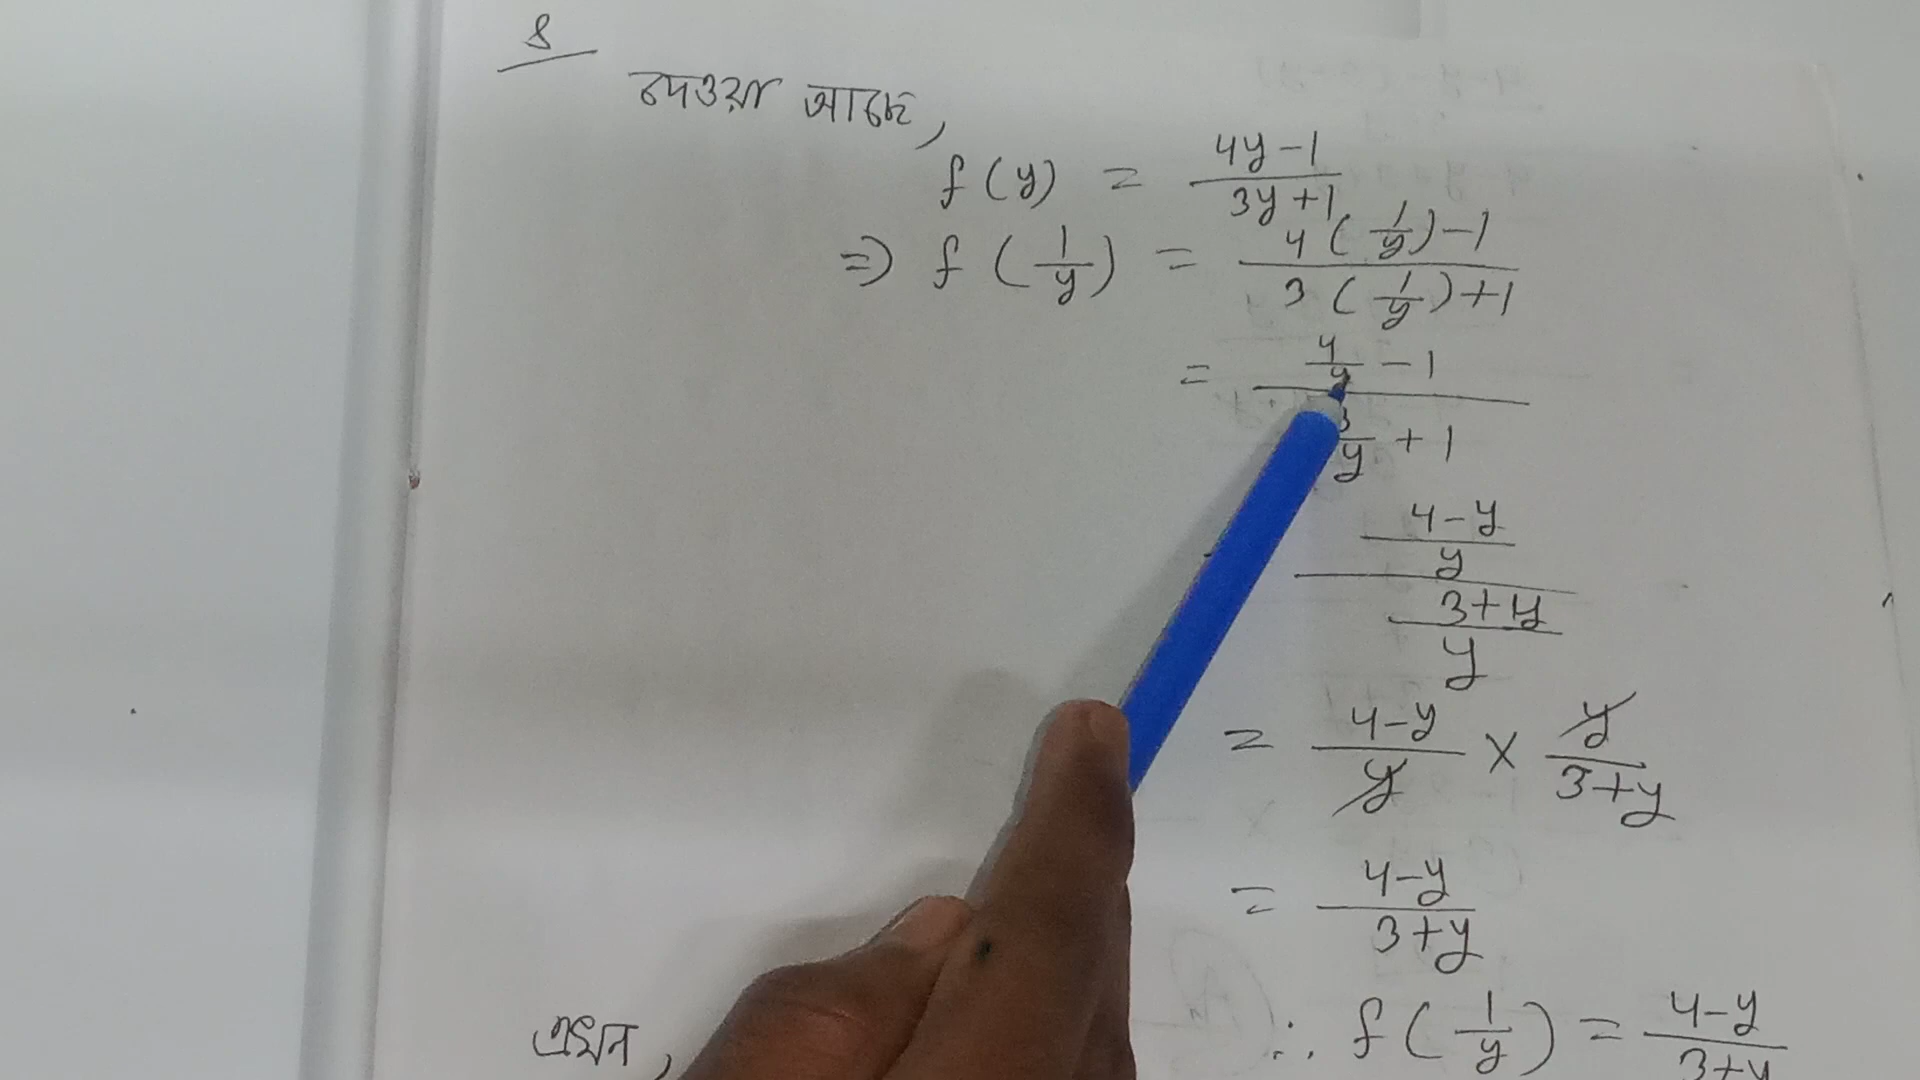 8
দেওয়া আছে,
f(y) = (4y-1)/(3y+1)
⇒ f(1/y) = (4(1/y)-1)/(3(1/y)+1)
= (4/y - 1)/(3/y + 1)
((4-y)/y)/((3+y)/y)
= (4-y)/y × y/(3+y)
= (4-y)/(3+y)
∴ f(1/y) = (4-y)/(3+y)
এখন,